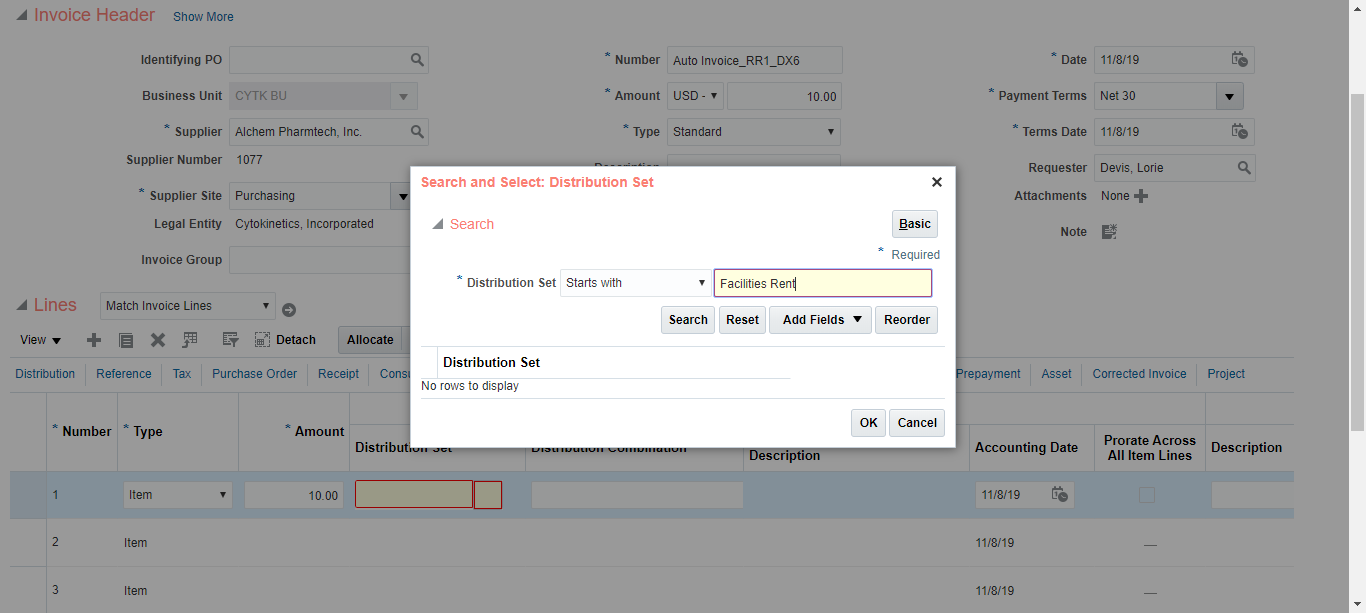 Invoice Header Show More
Identifying PO
* Number Auto Invoice_RR1_DX6
* Date 11/8/19
Business Unit CYTK BU
* Amount USD - 10.00
* Payment Terms Net 30
* Supplier Alchem Pharmtech, Inc.
* Type Standard
* Terms Date 11/8/19
Supplier Number 1077
Description
Requester Devis, Lorie
* Supplier Site Purchasing
Attachments None
Legal Entity Cytokinetics, Incorporated
Note
Invoice Group
Search and Select: Distribution Set
Search
Basic
* Required
* Distribution Set Starts with Facilities Rent
Search Reset Add Fields Reorder
Distribution Set
No rows to display
OK Cancel
Lines Match Invoice Lines
View Detach Allocate
Distribution Reference Tax Purchase Order Receipt Prepayment Asset Corrected Invoice Project
* Number * Type * Amount Distribution Set Distribution Combination Description Accounting Date Prorate Across All Item Lines Description
1 Item 10.00 11/8/19
2 Item 11/8/19 —
3 Item 11/8/19 —